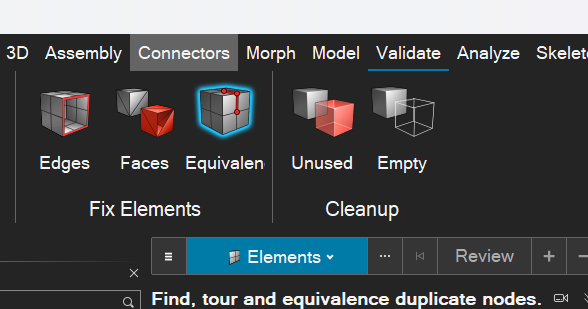 3D Assembly Connectors Morph Model Validate Analyze Skelet
Edges Faces Equivalen Unused Empty
Fix Elements Cleanup
Elements Review
Find, tour and equivalence duplicate nodes.